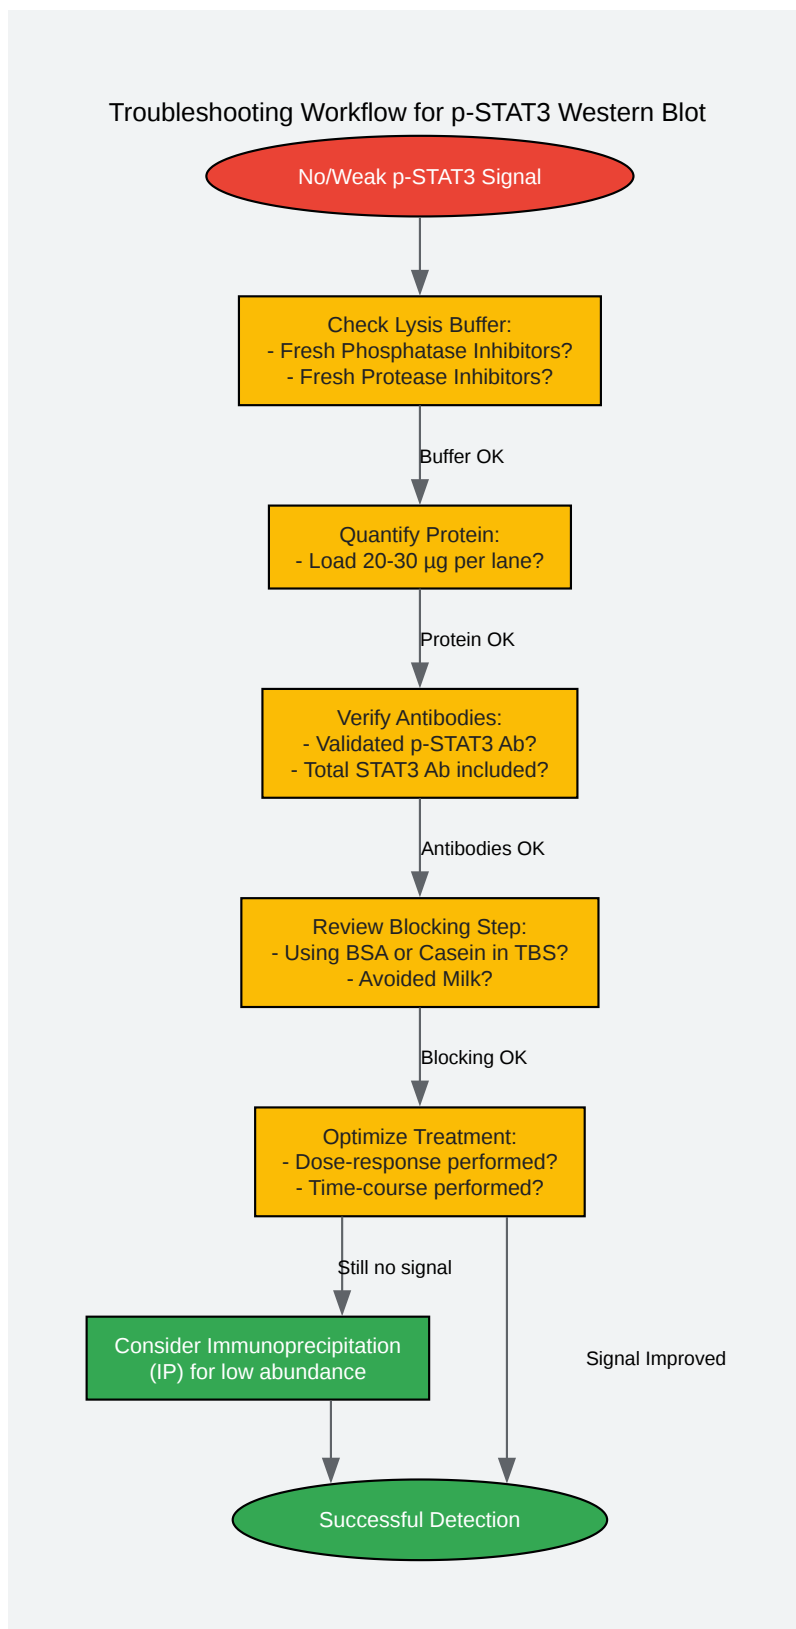 Troubleshooting Workflow for p-STAT3 Western Blot
No/Weak p-STAT3 Signal
Check Lysis Buffer:
- Fresh Phosphatase Inhibitors?
- Fresh Protease Inhibitors?
Buffer OK
Quantify Protein:
- Load 20-30 µg per lane?
Protein OK
Verify Antibodies:
- Validated p-STAT3 Ab?
- Total STAT3 Ab included?
Antibodies OK
Review Blocking Step:
- Using BSA or Casein in TBS?
- Avoided Milk?
Blocking OK
Optimize Treatment:
- Dose-response performed?
- Time-course performed?
Still no signal
Consider Immunoprecipitation
(IP) for low abundance
Signal Improved
Successful Detection